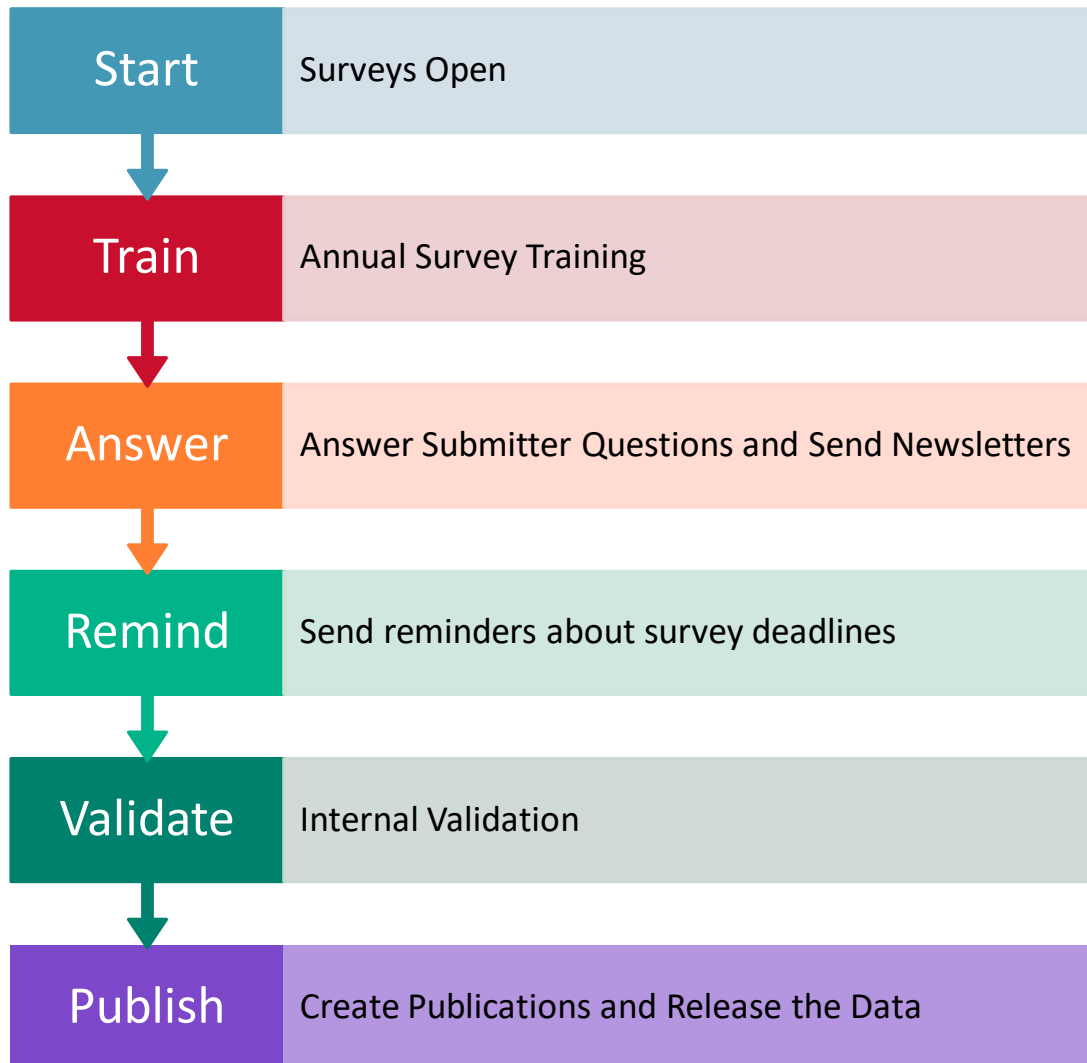 Start
Surveys Open
Train
Annual Survey Training
Answer
Answer Submitter Questions and Send Newsletters
Remind
Send reminders about survey deadlines
Validate
Internal Validation
Publish
Create Publications and Release the Data